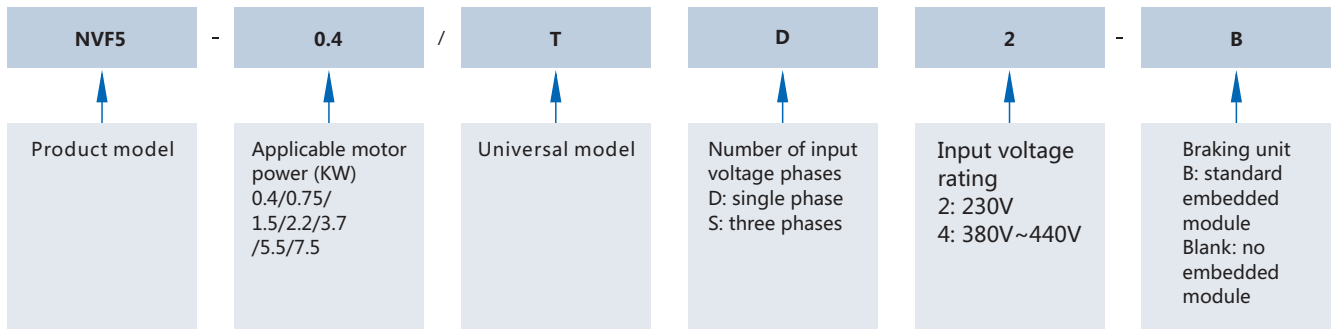 NVF5 - 0.4 / T D 2 - B
Product model
Applicable motor
power (KW)
0.4/0.75/
1.5/2.2/3.7
/5.5/7.5
Universal model
Number of input
voltage phases
D: single phase
S: three phases
Input voltage
rating
2: 230V
4: 380V~440V
Braking unit
B: standard
embedded
module
Blank: no
embedded
module